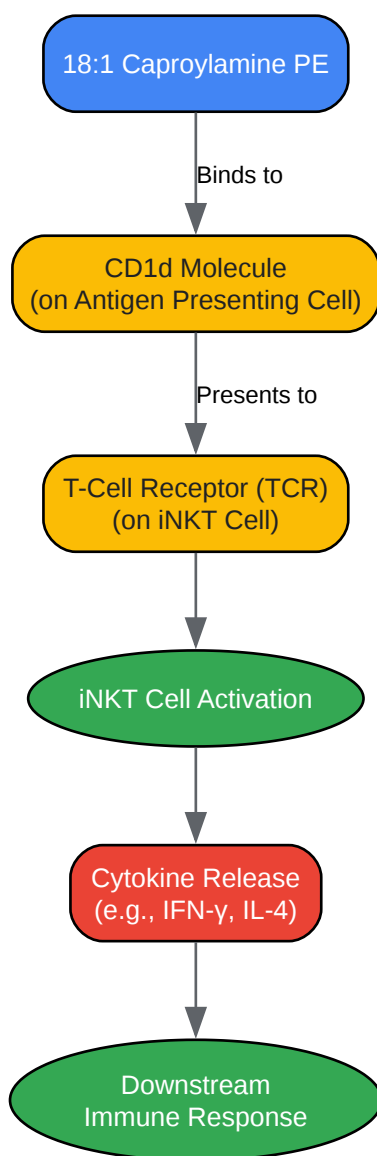 18:1 Caproylamine PE
Binds to
CD1d Molecule
(on Antigen Presenting Cell)
Presents to
T-Cell Receptor (TCR)
(on iNKT Cell)
iNKT Cell Activation
Cytokine Release
(e.g., IFN-γ, IL-4)
Downstream
Immune Response